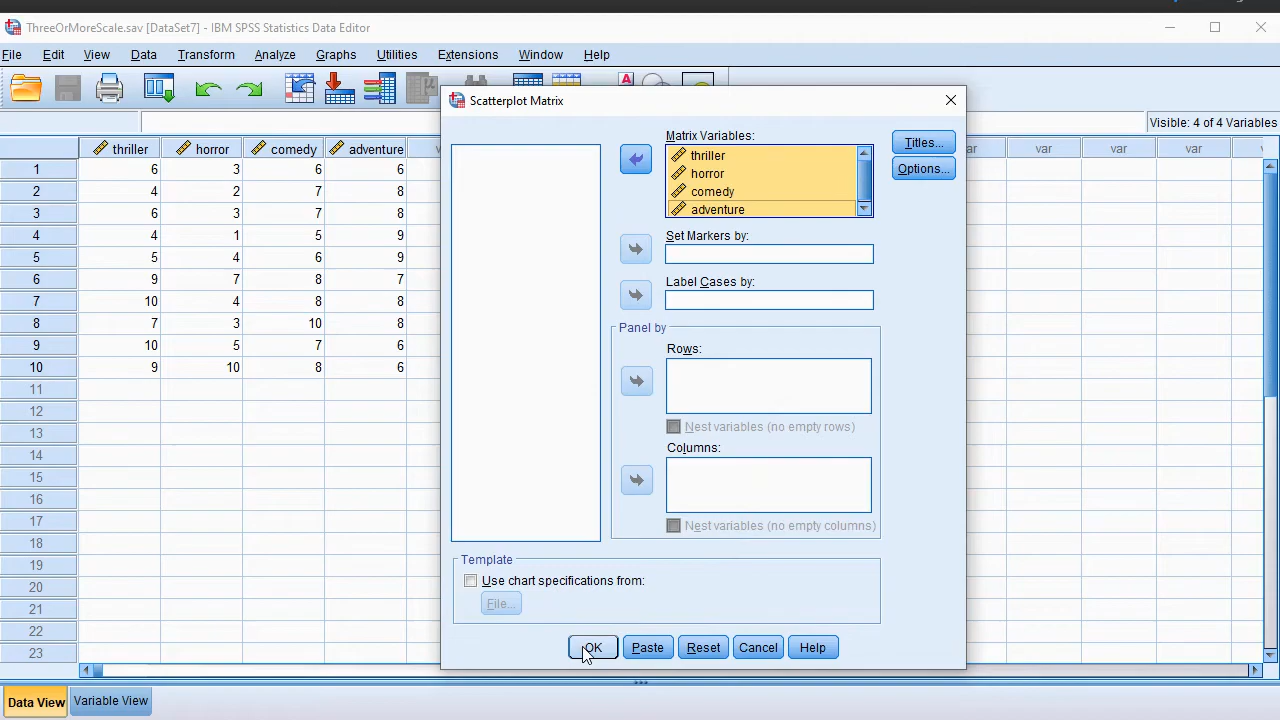 ThreeOrMoreScale.sav [DataSet7] - IBM SPSS Statistics Data Editor
File Edit View Data Transform Analyze Graphs Utilities Extensions Window Help
Scatterplot Matrix
Visible: 4 of 4 Variables
thriller horror comedy adventure var var var
1 6 3 6 6
2 4 2 7 8
3 6 3 7 8
4 4 1 5 9
5 5 4 6 9
6 9 7 8 7
7 10 4 8 8
8 7 3 10 8
9 10 5 7 6
10 9 10 8 6
11
12
13
14
15
16
17
18
19
20
21
22
23
Matrix Variables:
thriller
horror
comedy
adventure
Titles...
Options...
Set Markers by:
Label Cases by:
Panel by
Rows:
Nest variables (no empty rows)
Columns:
Nest variables (no empty columns)
Template
Use chart specifications from:
File...
OK Paste Reset Cancel Help
Data View Variable View